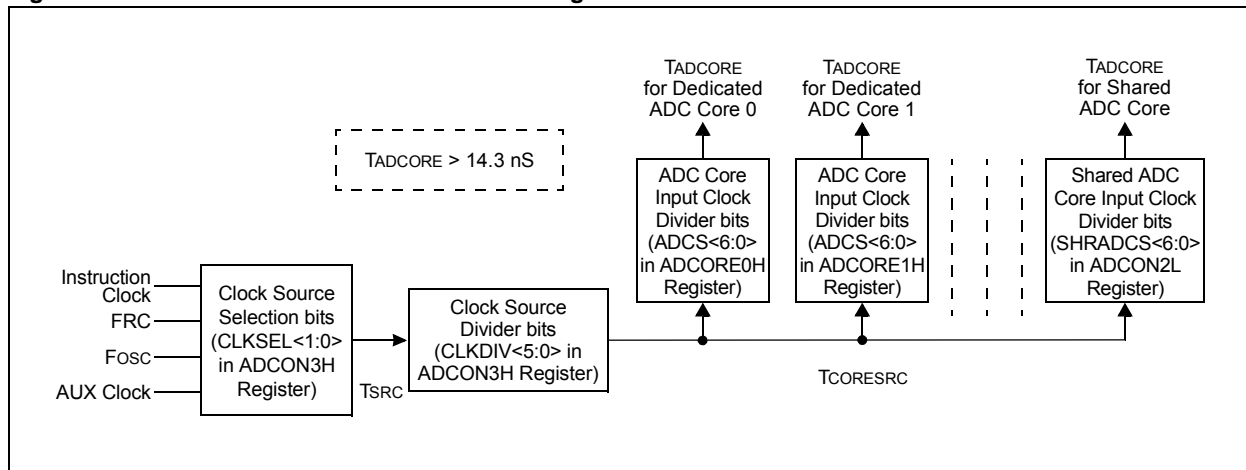 TADCORE
for Dedicated
ADC Core 0
TADCORE
for Dedicated
ADC Core 1
TADCORE
for Shared
ADC Core
TADCORE > 14.3 nS
ADC Core
Input Clock
Divider bits
(ADCS<6:0>
in ADCORE0H
Register)
ADC Core
Input Clock
Divider bits
(ADCS<6:0>
in ADCORE1H
Register)
Shared ADC
Core Input Clock
Divider bits
(SHRADCS<6:0>
in ADCON2L
Register)
Instruction
Clock
FRC
FOSC
AUX Clock
Clock Source
Selection bits
(CLKSEL<1:0>
in ADCON3H
Register)
TSRC
Clock Source
Divider bits
(CLKDIV<5:0> in
ADCON3H Register)
TCORESRC